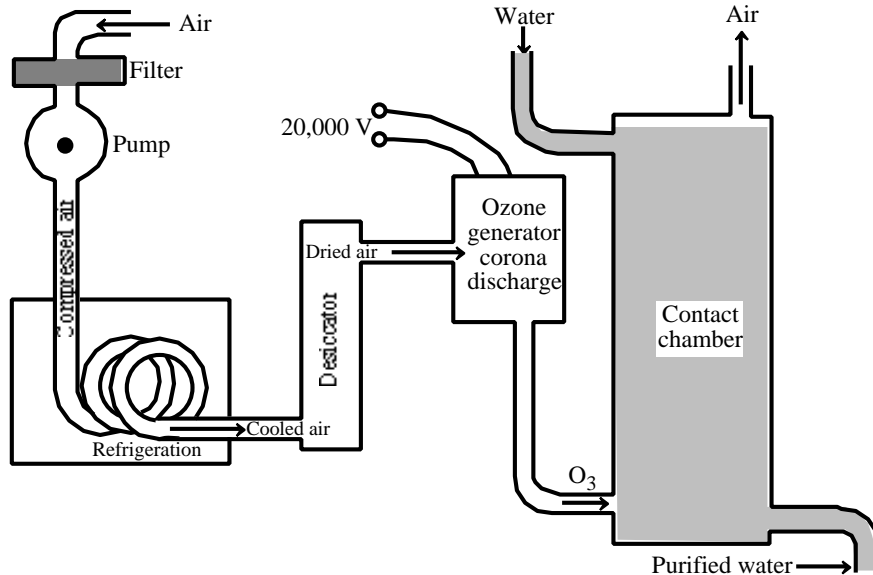 Air
Filter
Pump
Compressed air
Refrigeration
Cooled air
Desiccator
Dried air
20,000 V
Ozone
generator
corona
discharge
O3
Water
Air
Contact
chamber
Purified water